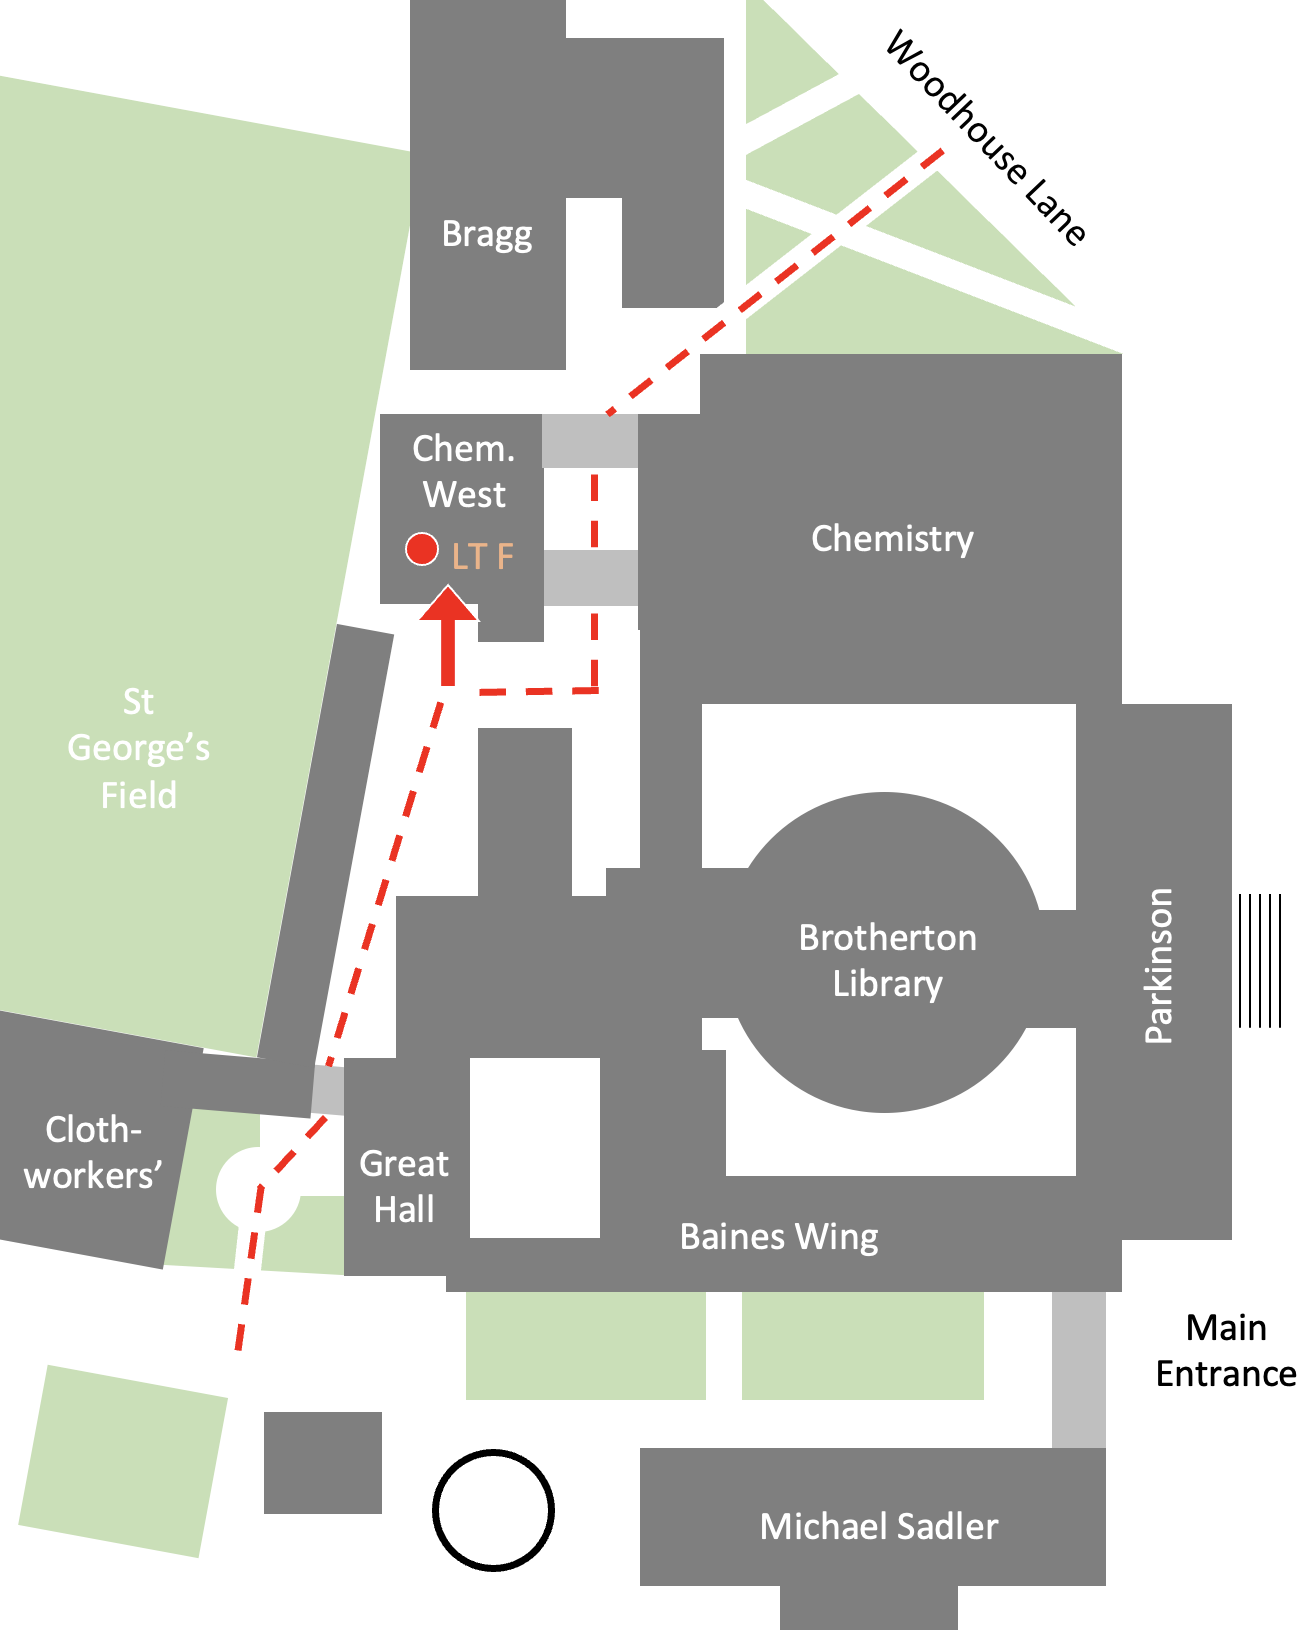 Woodhouse Lane
Bragg
Chem.
West
LT F
Chemistry
St
George’s
Field
Brotherton
Library
Parkinson
Cloth-
workers’
Great
Hall
Baines Wing
Main
Entrance
Michael Sadler